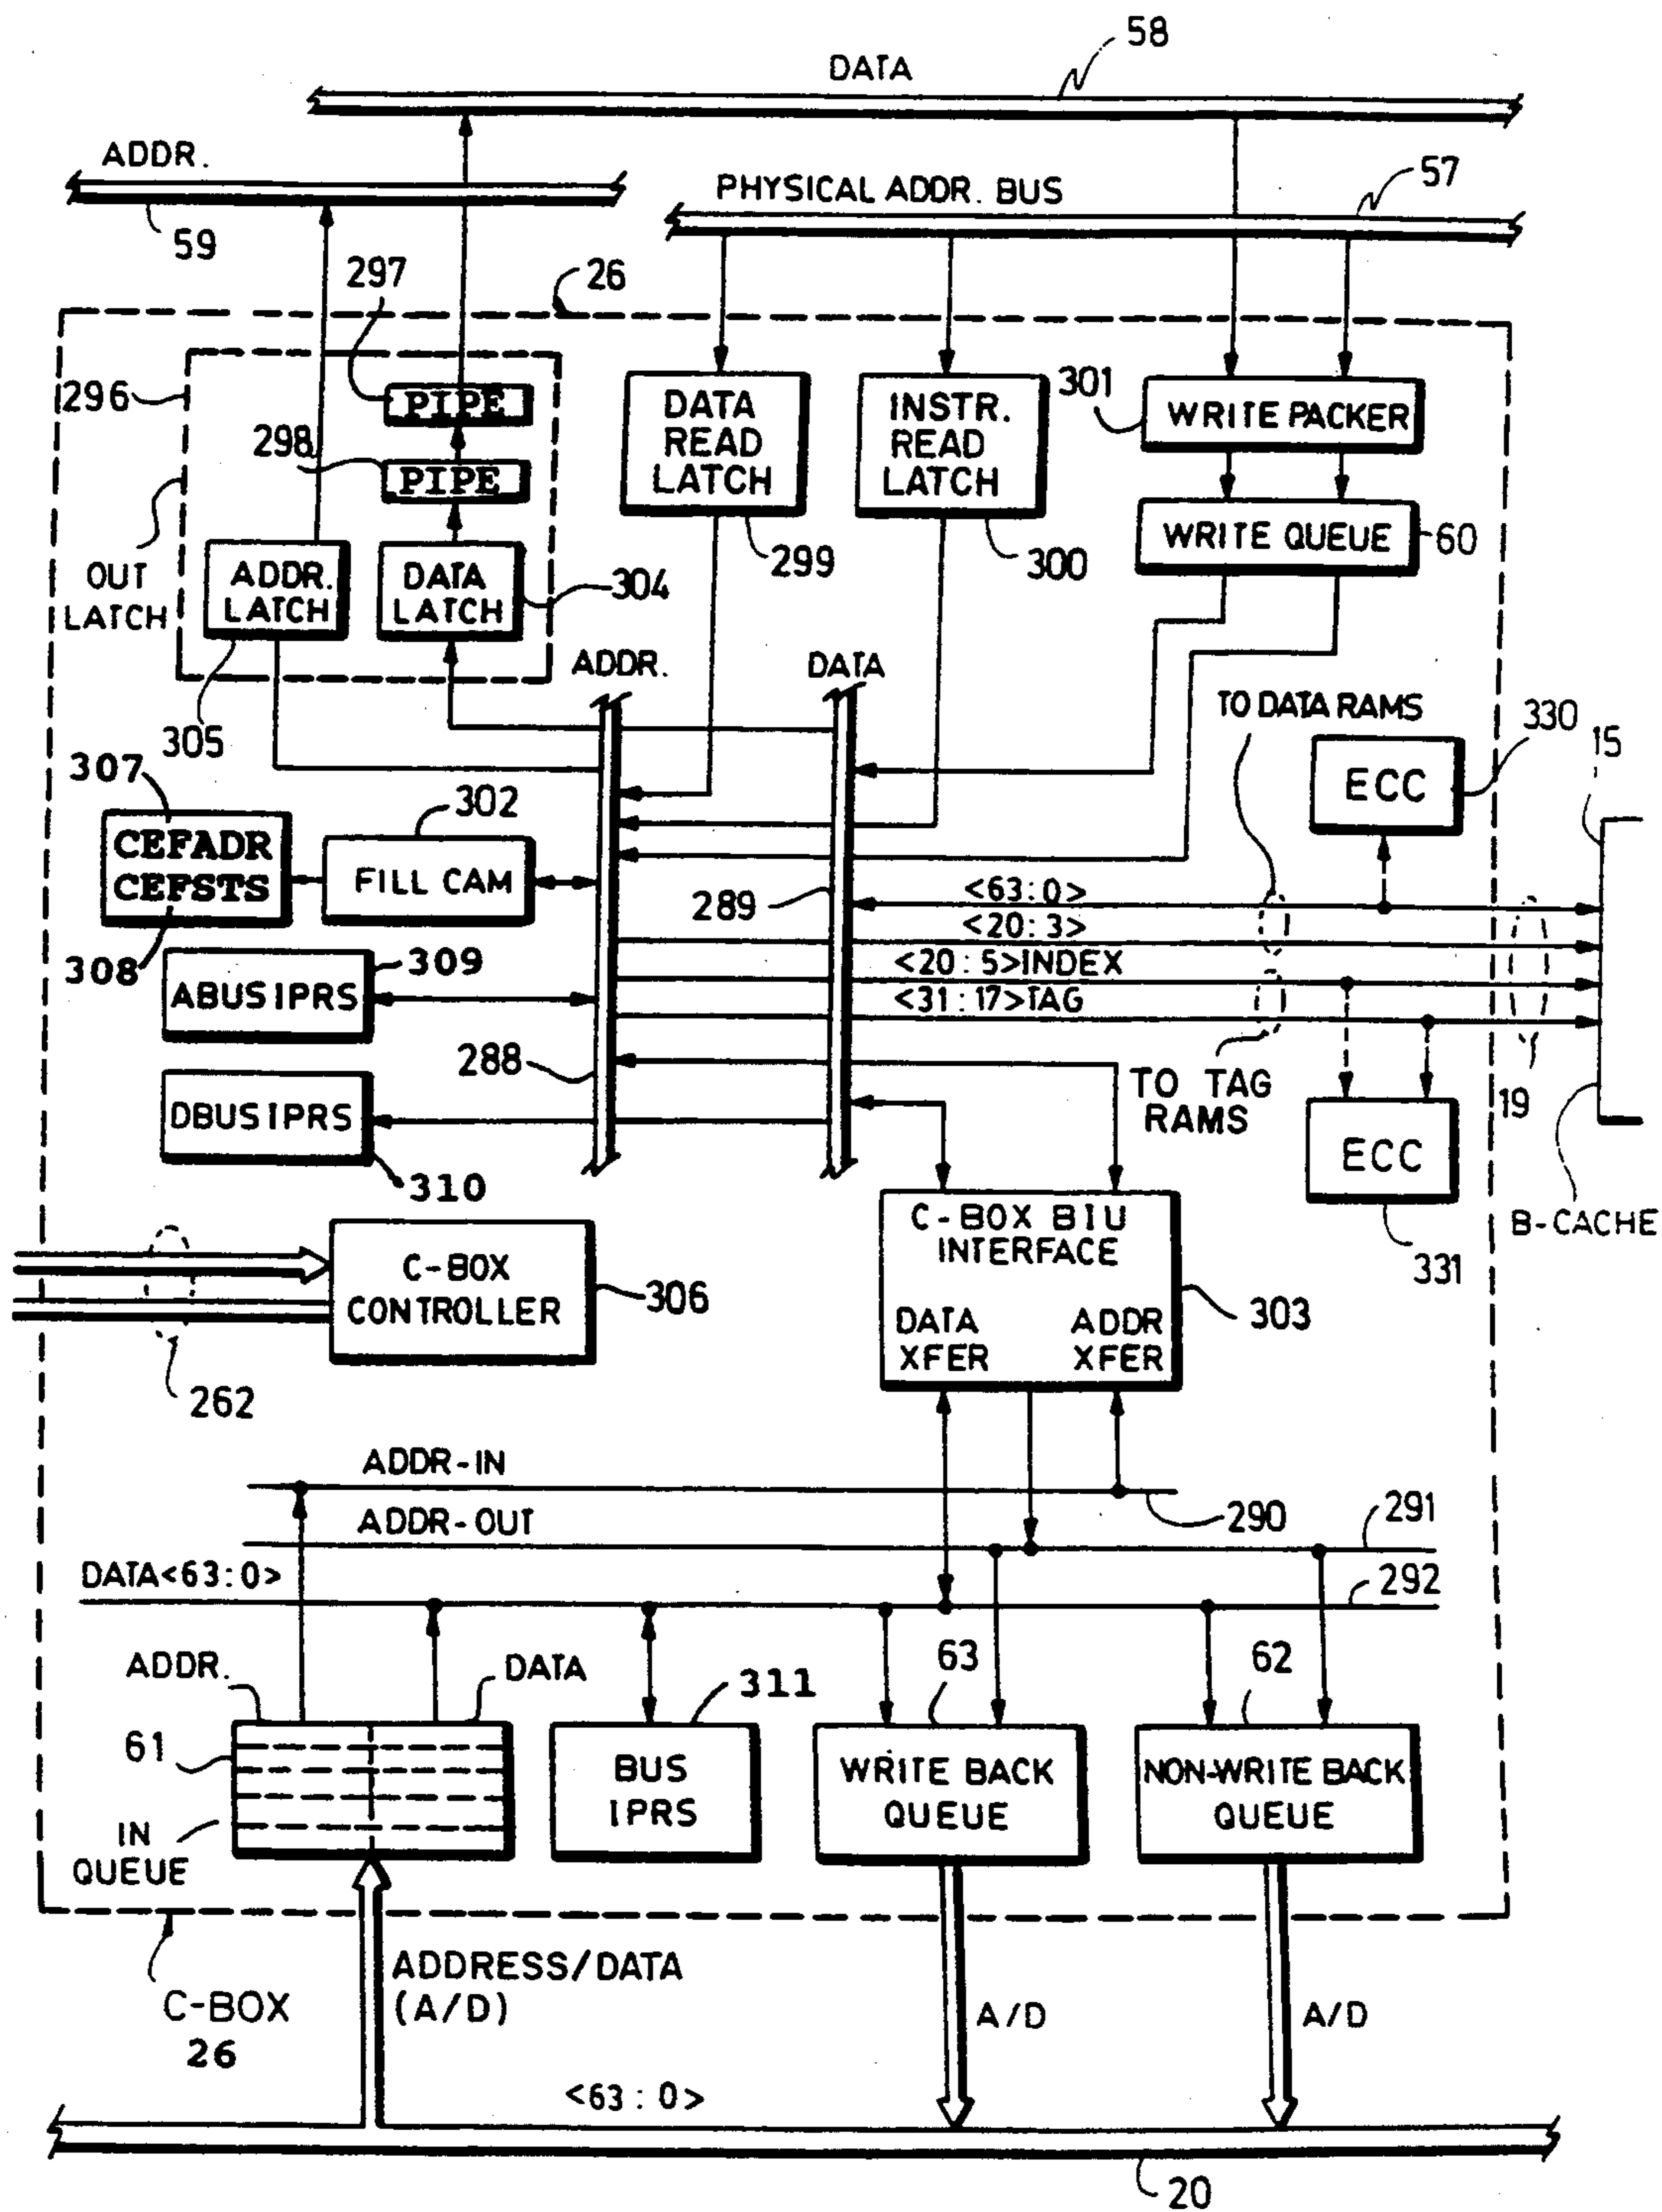 58
DATA
ADDR.
57
PHYSICAL ADDR. BUS
59
297
26
296
PIPE
298
PIPE
DATA
READ
LATCH
INSTR.
READ
LATCH
301
WRITE PACKER
WRITE QUEUE
60
299
300
OUT
LATCH
ADDR.
LATCH
DATA
LATCH
304
ADDR.
DATA
TO DATA RAMS
330
15
305
307
302
ECC
CEFADR
CEFSTS
FILL CAM
289
<63:0>
<20:3>
308
309
<20:5>INDEX
ABUS IPRS
<31:17>TAG
288
TO TAG
RAMS
19
DBUS IPRS
ECC
310
B-CACHE
331
C-BOX BIU
INTERFACE
C-BOX
CONTROLLER
306
303
DATA
XFER
ADDR
XFER
262
ADDR-IN
290
291
ADDR-OUT
DATA<63:0>
292
ADDR.
DATA
311
63
62
61
BUS
IPRS
WRITE BACK
QUEUE
NON-WRITE BACK
QUEUE
IN
QUEUE
ADDRESS/DATA
(A/D)
C-BOX
26
A/D
A/D
<63:0>
20